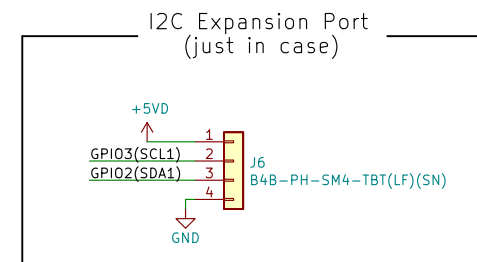 I2C Expansion Port
(just in case)
+5VD
1
GPIO3(SCL1) 2
GPIO2(SDA1) 3
4
J6
B4B-PH-SM4-TBT(LF)(SN)
GND